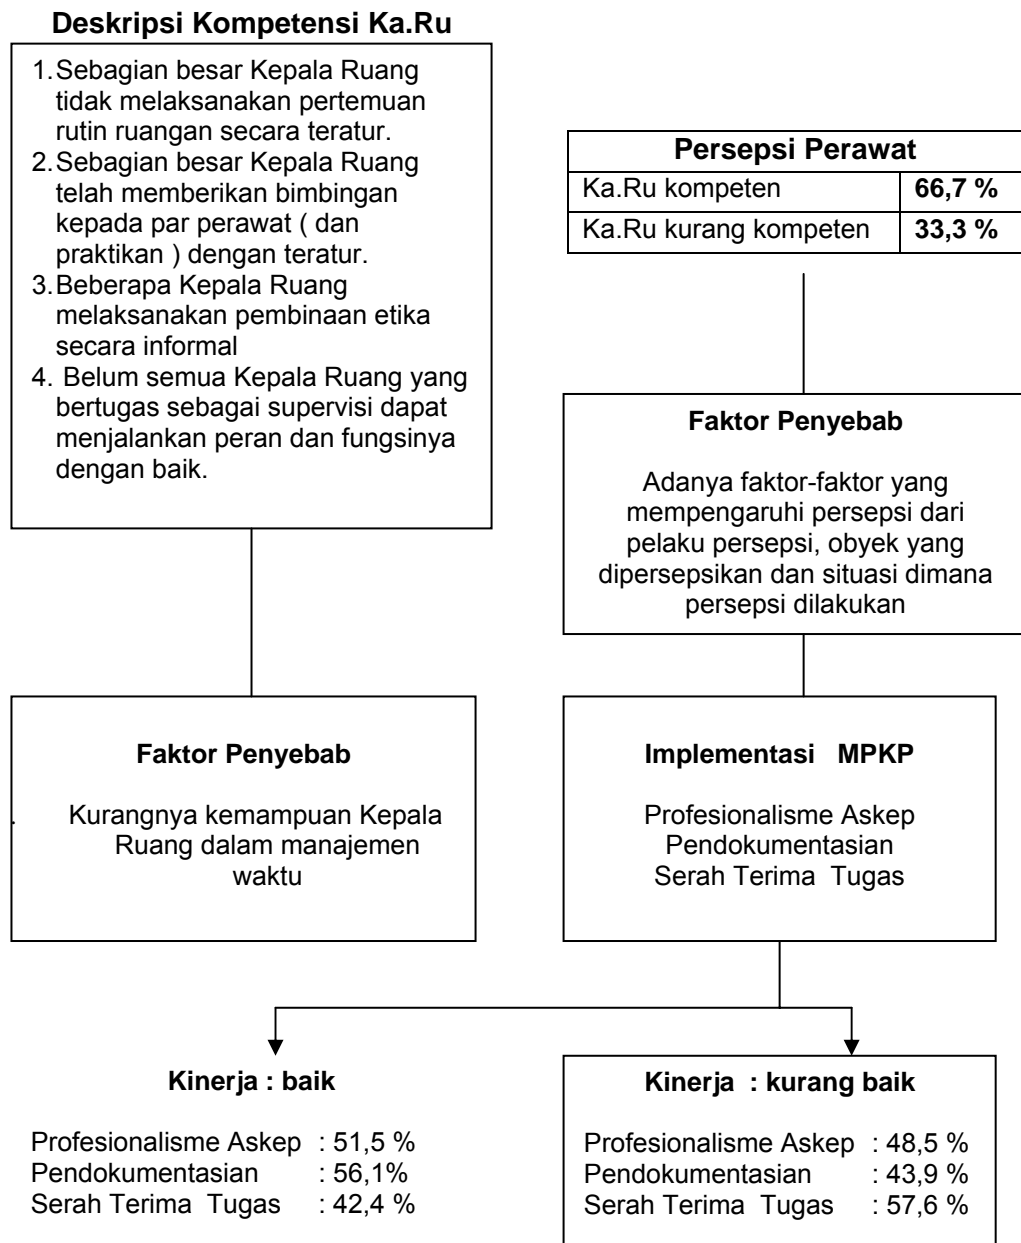 Deskripsi Kompetensi Ka.Ru
1.Sebagian besar Kepala Ruang
tidak melaksanakan pertemuan
rutin ruangan secara teratur.
2.Sebagian besar Kepala Ruang
telah memberikan bimbingan
kepada par perawat ( dan
praktikan ) dengan teratur.
3.Beberapa Kepala Ruang
melaksanakan pembinaan etika
secara informal
4. Belum semua Kepala Ruang yang
bertugas sebagai supervisi dapat
menjalankan peran dan fungsinya
dengan baik.
Persepsi Perawat
Ka.Ru kompeten 66,7 %
Ka.Ru kurang kompeten 33,3 %
Faktor Penyebab
Adanya faktor-faktor yang
mempengaruhi persepsi dari
pelaku persepsi, obyek yang
dipersepsikan dan situasi dimana
persepsi dilakukan
Faktor Penyebab
. Kurangnya kemampuan Kepala
Ruang dalam manajemen
waktu
Implementasi MPKP
Profesionalisme Askep
Pendokumentasian
Serah Terima Tugas
Kinerja : baik
Profesionalisme Askep : 51,5 %
Pendokumentasian : 56,1%
Serah Terima Tugas : 42,4 %
Kinerja : kurang baik
Profesionalisme Askep : 48,5 %
Pendokumentasian : 43,9 %
Serah Terima Tugas : 57,6 %